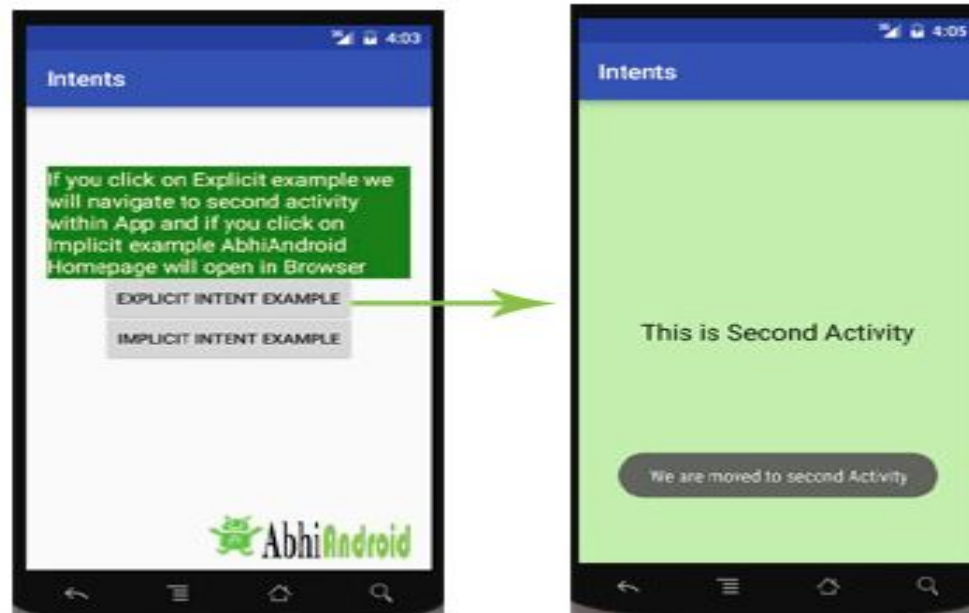 4:03
Intents
If you click on Explicit example we
will navigate to second activity
within App and if you click on
Implicit example AbhiAndroid
Homepage will open in Browser
EXPLICIT INTENT EXAMPLE
IMPLICIT INTENT EXAMPLE
AbhiAndroid
4:05
Intents
This is Second Activity
We are moved to second Activity